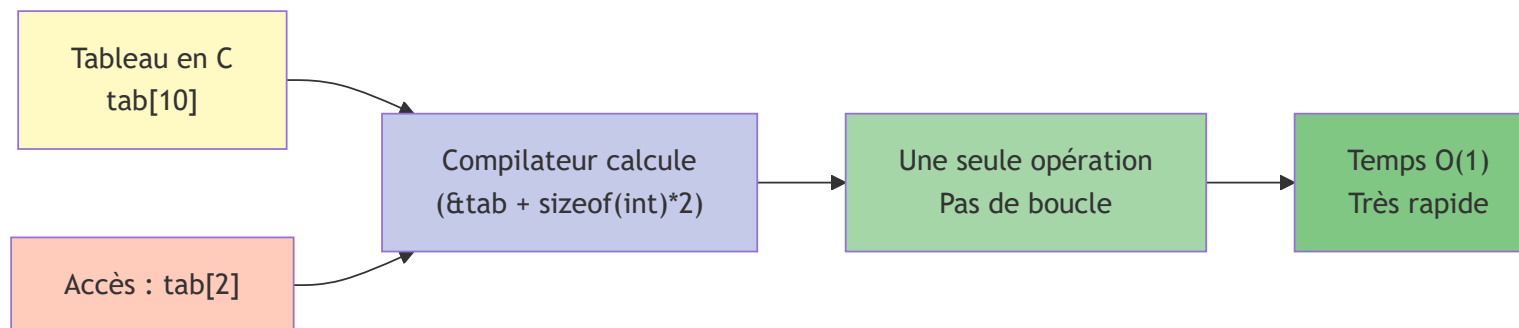 Tableau en C
tab[10]
Accès : tab[2]
Compilateur calcule
(&tab + sizeof(int)*2)
Une seule opération
Pas de boucle
Temps O(1)
Très rapide